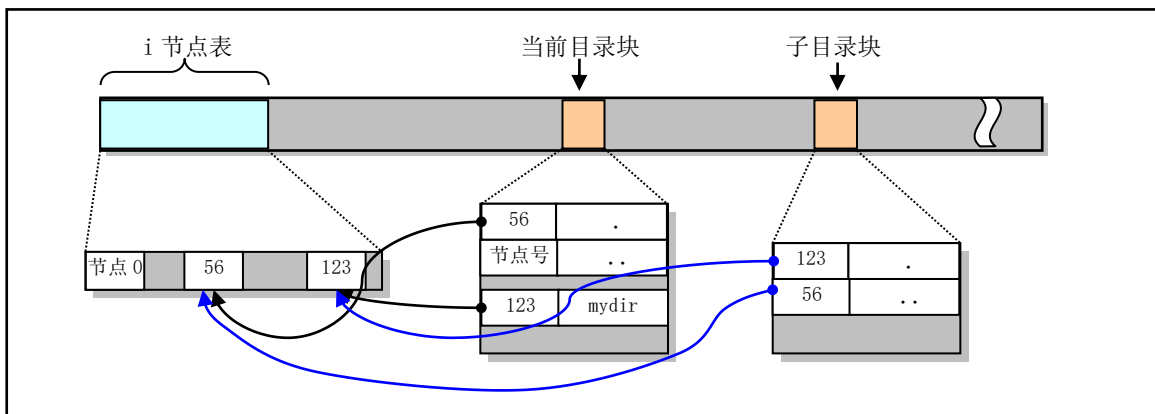 i 节点表
当前目录块
子目录块
56 .
节点号 ..
123 mydir
节点0 56 123
123 .
56 ..